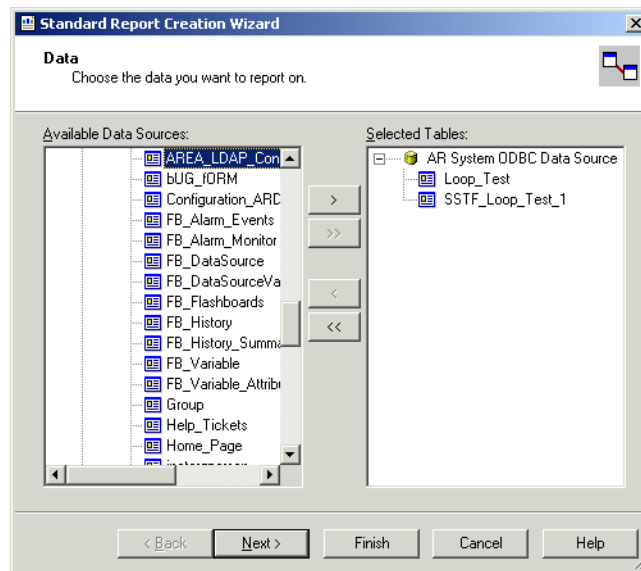 Standard Report Creation Wizard
Data
Choose the data you want to report on.
Available Data Sources:
AREA_LDAP_Con
bUG_fORM
Configuration_ARD
FB_Alarm_Events
FB_Alarm_Monitor
FB_DataSource
FB_DataSourceVa
FB_Flashboards
FB_History
FB_History_Summa
FB_Variable
FB_Variable_Attribu
Group
Help_Tickets
Home_Page
>
>>
<
<<
Selected Tables:
AR System ODBC Data Source
Loop_Test
SSTF_Loop_Test_1
< Back Next > Finish Cancel Help